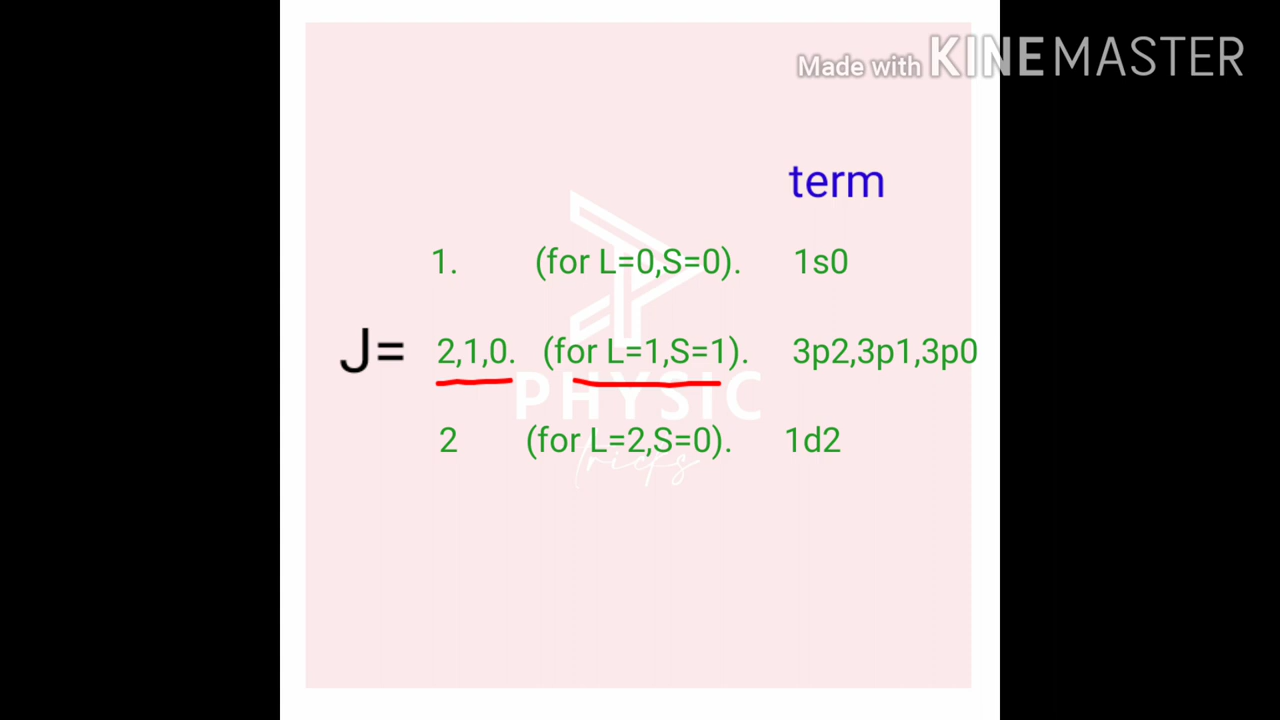 Made with KINEMASTER
term
1. (for L=0,S=0). 1s0
J= 2,1,0. (for L=1,S=1). 3p2,3p1,3p0
PHYSIC
2 (for L=2,S=0). 1d2
Tricks